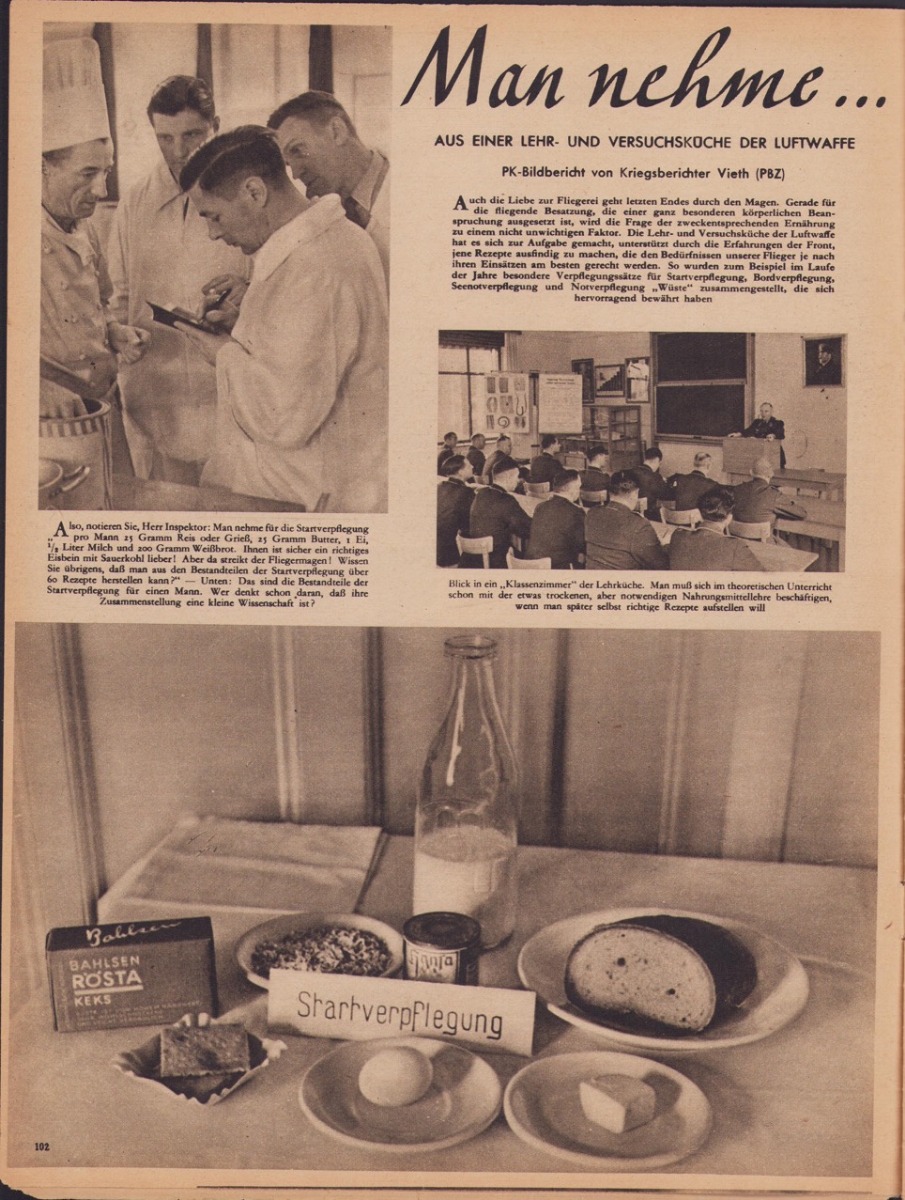 Man nehme ...
AUS EINER LEHR- UND VERSUCHSKÜCHE DER LUFTWAFFE
PK-Bildbericht von Kriegsberichter Vieth (PBZ)
Auch die Liebe zur Fliegerei geht letzten Endes durch den Magen. Gerade für
die fliegende Besatzung, die einer ganz besonderen körperlichen Bean-
spruchung ausgesetzt ist, wird die Frage der zweckentsprechenden Ernährung
zu einem nicht unwichtigen Faktor. Die Lehr- und Versuchsküche der Luftwaffe
hat es sich zur Aufgabe gemacht, unterstützt durch die Erfahrungen der Front,
jene Rezepte ausfindig zu machen, die den Bedürfnissen unserer Flieger je nach
ihren Einsätzen am besten gerecht werden. So wurden zum Beispiel im Laufe
der Jahre besondere Verpflegungssätze für Startverpflegung, Bordverpflegung,
Seenotverpflegung und Notverpflegung „Wüste“ zusammengestellt, die sich
hervorragend bewährt haben
„Also, notieren Sie, Herr Inspektor: Man nehme für die Startverpflegung
pro Mann 25 Gramm Reis oder Grieß, 25 Gramm Butter, 1 Ei,
Liter Milch und 200 Gramm Weißbrot. Ihnen ist sicher ein richtiges
Eisbein mit Sauerkohl lieber! Aber da streikt der Fliegermagen! Wissen
Sie übrigens, daß man aus den Bestandteilen der Startverpflegung über
60 Rezepte herstellen kann?“ — Unten: Das sind die Bestandteile der
Startverpflegung für einen Mann. Wer denkt schon daran, daß ihre
Zusammenstellung eine kleine Wissenschaft ist?
Blick in ein „Klassenzimmer“ der Lehrküche. Man muß sich im theoretischen Unterricht
schon mit der etwas trockenen, aber notwendigen Nahrungsmittellehre beschäftigen,
wenn man später selbst richtige Rezepte aufstellen will
Bahlsen
BAHLSEN
RÖSTA
KEKS
Startverpflegung
102